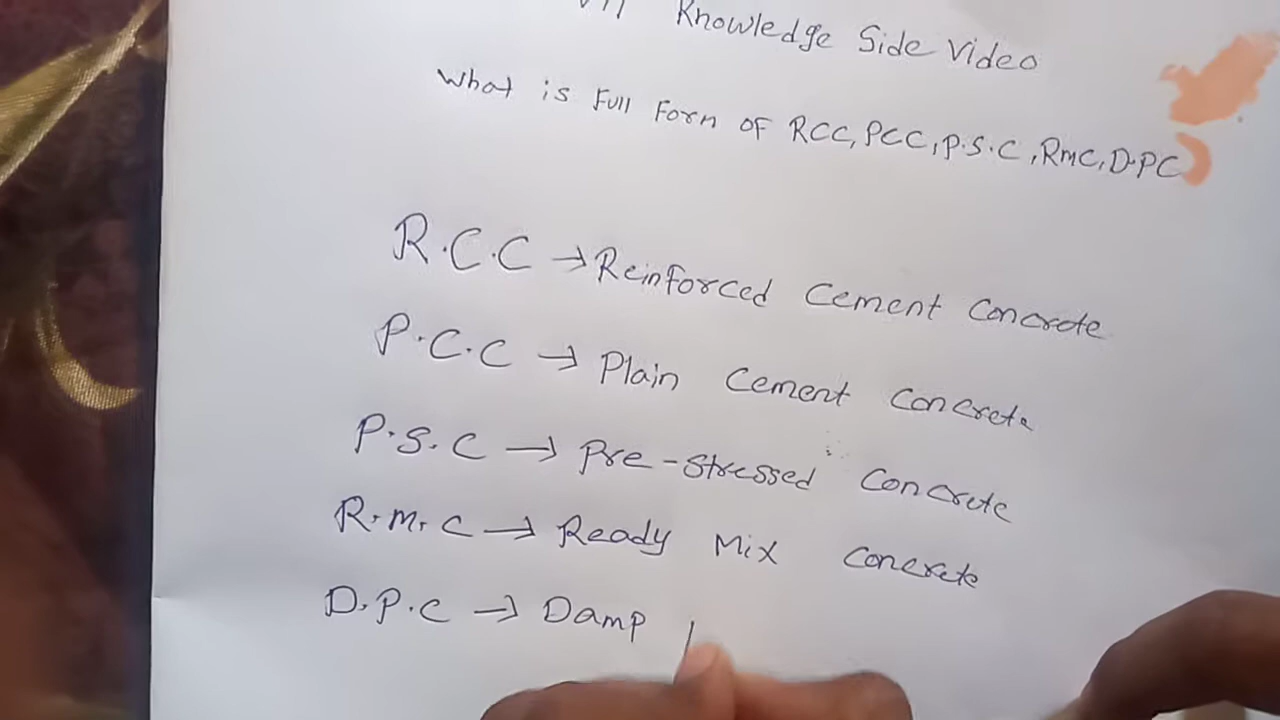 Knowledge Side Video
What is Full Form OF RCC, PCC, P.S.C, RMC, D.PC
R.C.C → Reinforced Cement Concrete
P.C.C → Plain Cement Concrete
P.S.C → Pre-Stressed Concrete
R.M.C → Ready Mix Concrete
D.P.C → Damp